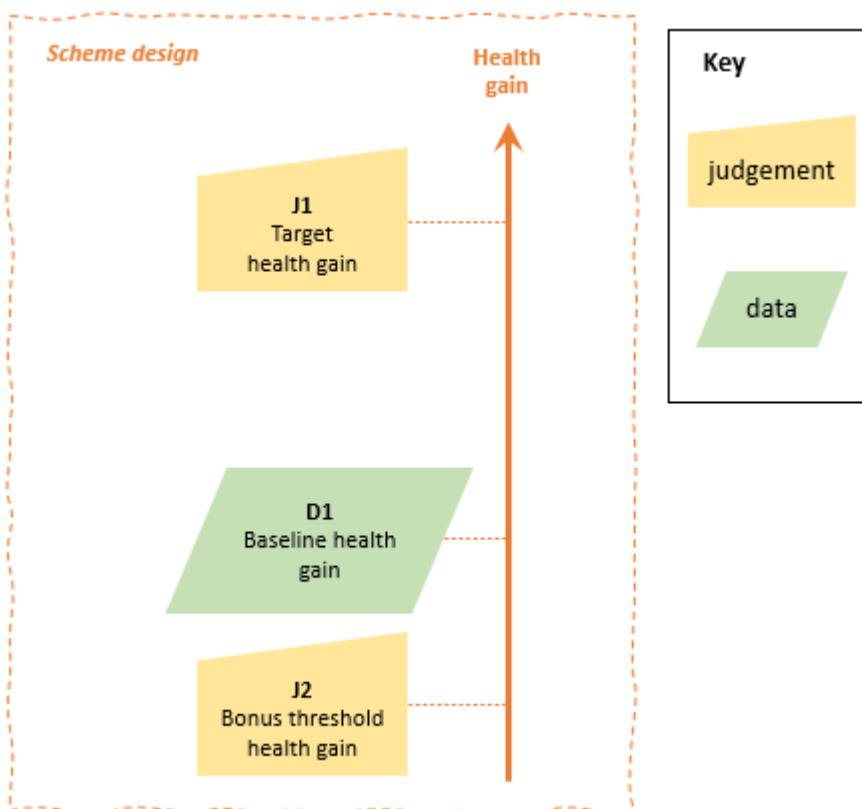 Scheme design
Health
gain
Key
judgement
data
J1
Target
health gain
D1
Baseline health
gain
J2
Bonus threshold
health gain